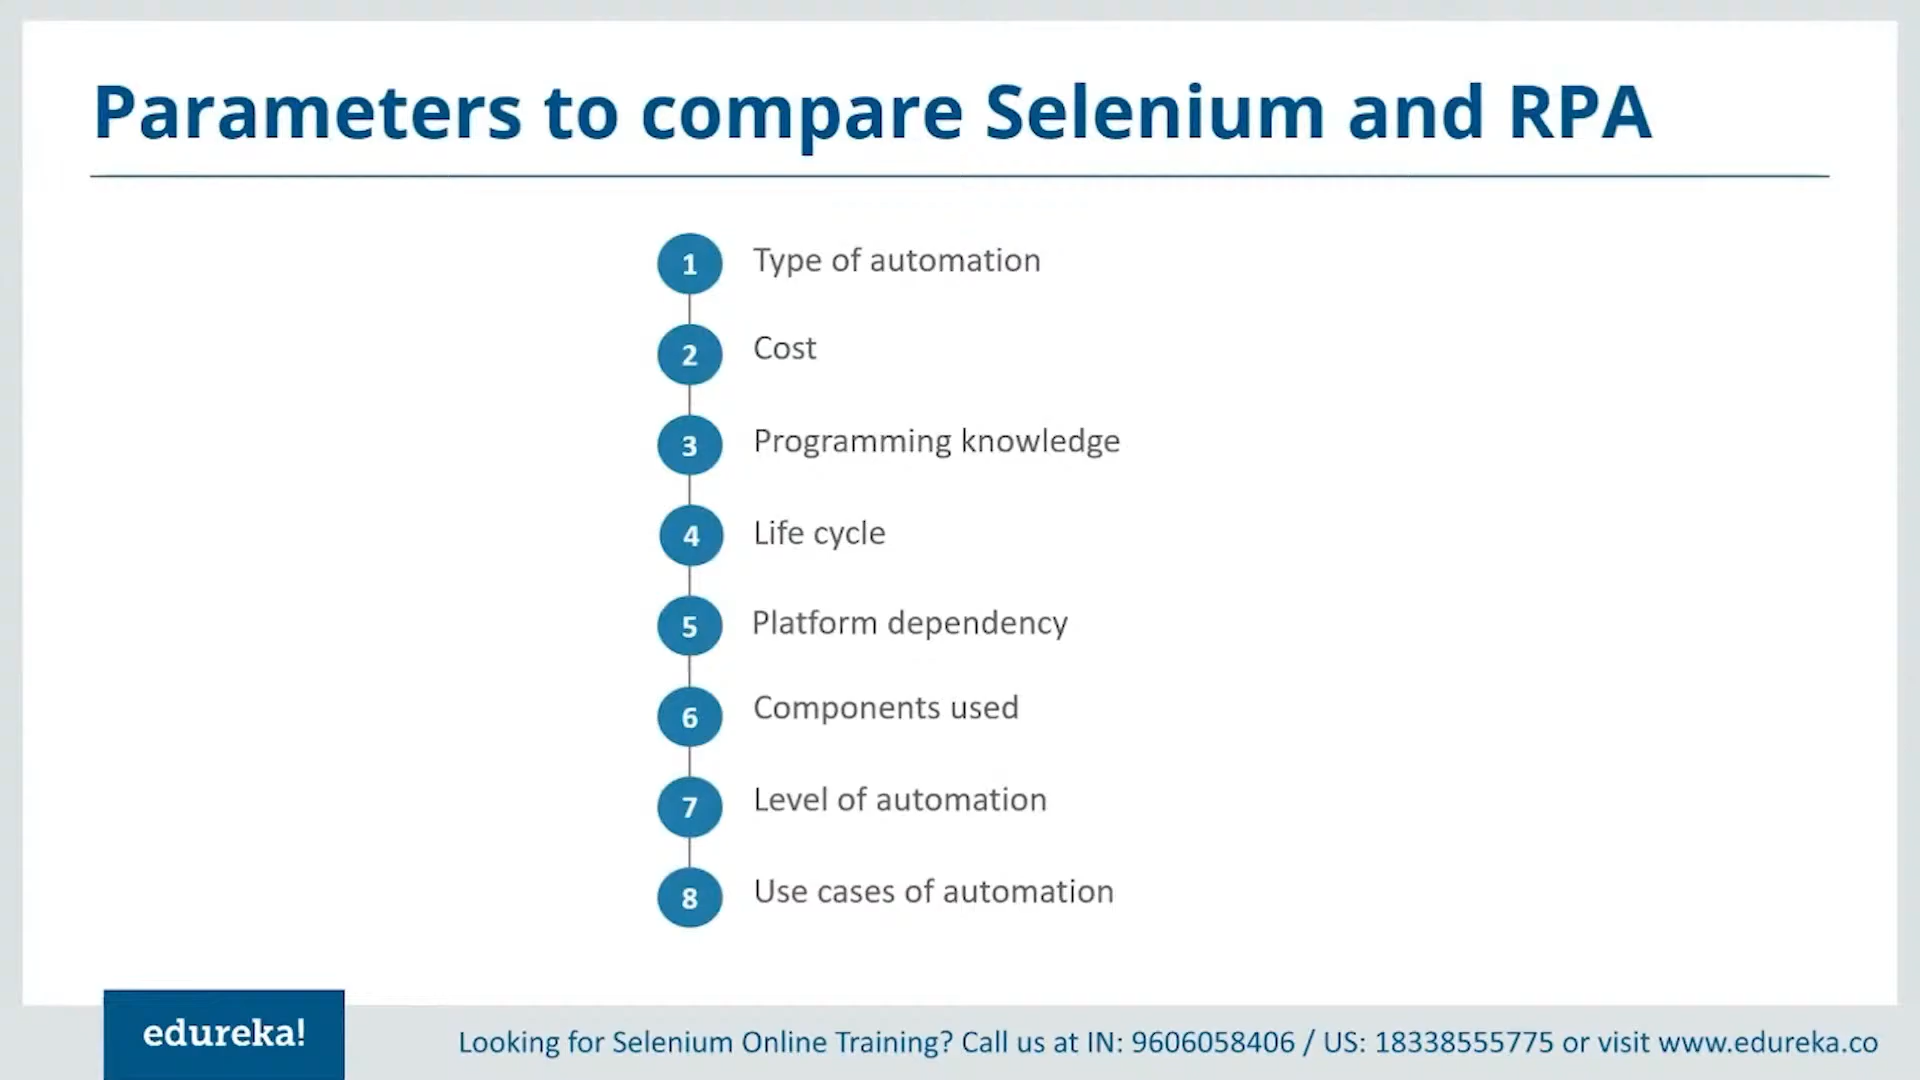 Parameters to compare Selenium and RPA
1 Type of automation
2 Cost
3 Programming knowledge
4 Life cycle
5 Platform dependency
6 Components used
7 Level of automation
8 Use cases of automation
edureka!
Looking for Selenium Online Training? Call us at IN: 9606058406 / US: 18338555775 or visit www.edureka.co